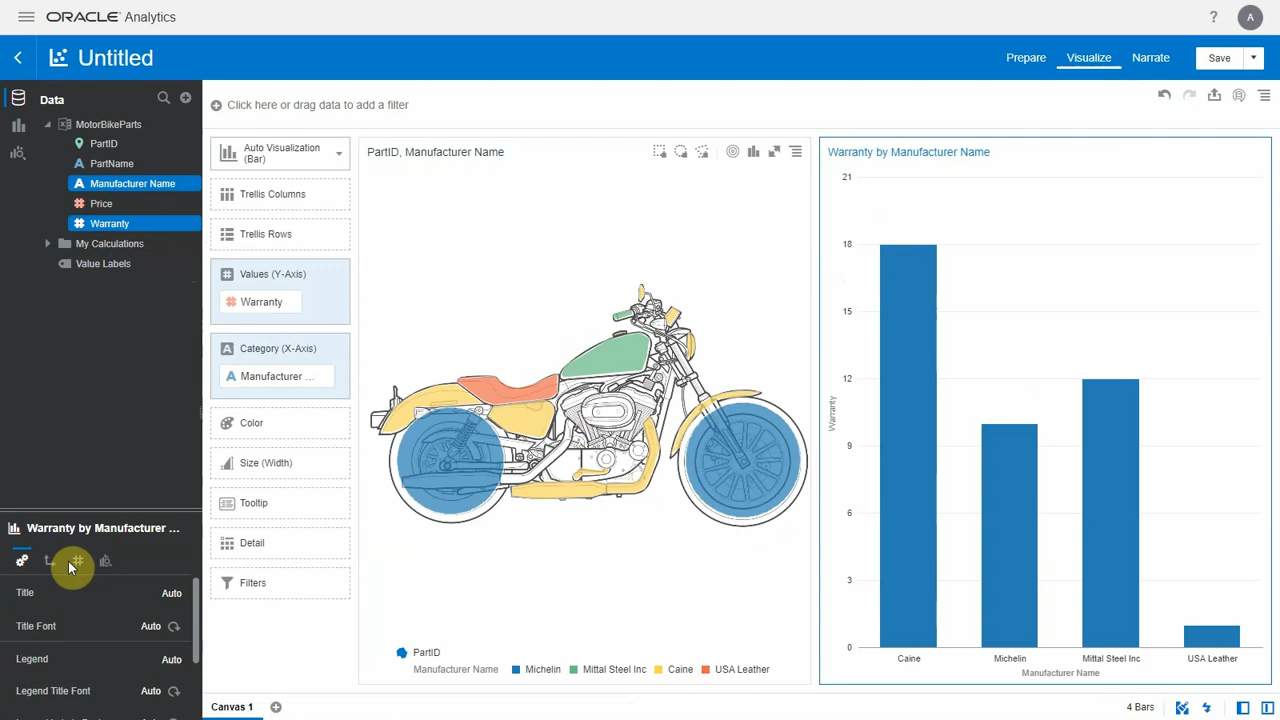 ORACLE Analytics
?
A
Untitled
Prepare
Visualize
Narrate
Save
Data
MotorBikeParts
PartID
A PartName
A Manufacturer Name
# Price
# Warranty
My Calculations
Value Labels
Click here or drag data to add a filter
Auto Visualization
(Bar)
Trellis Columns
Trellis Rows
Values (Y-Axis)
Warranty
Category (X-Axis)
A Manufacturer ...
Color
Size (Width)
Tooltip
Detail
Filters
PartID, Manufacturer Name
PartID
Manufacturer Name
Michelin
Mittal Steel Inc
Caine
USA Leather
Warranty by Manufacturer Name
21
18
15
12
9
6
3
0
Warranty
Caine
Michelin
Mittal Steel Inc
USA Leather
Manufacturer Name
Warranty by Manufacturer ...
Title Auto
Title Font Auto
Legend Auto
Legend Title Font Auto
Canvas 1
4 Bars